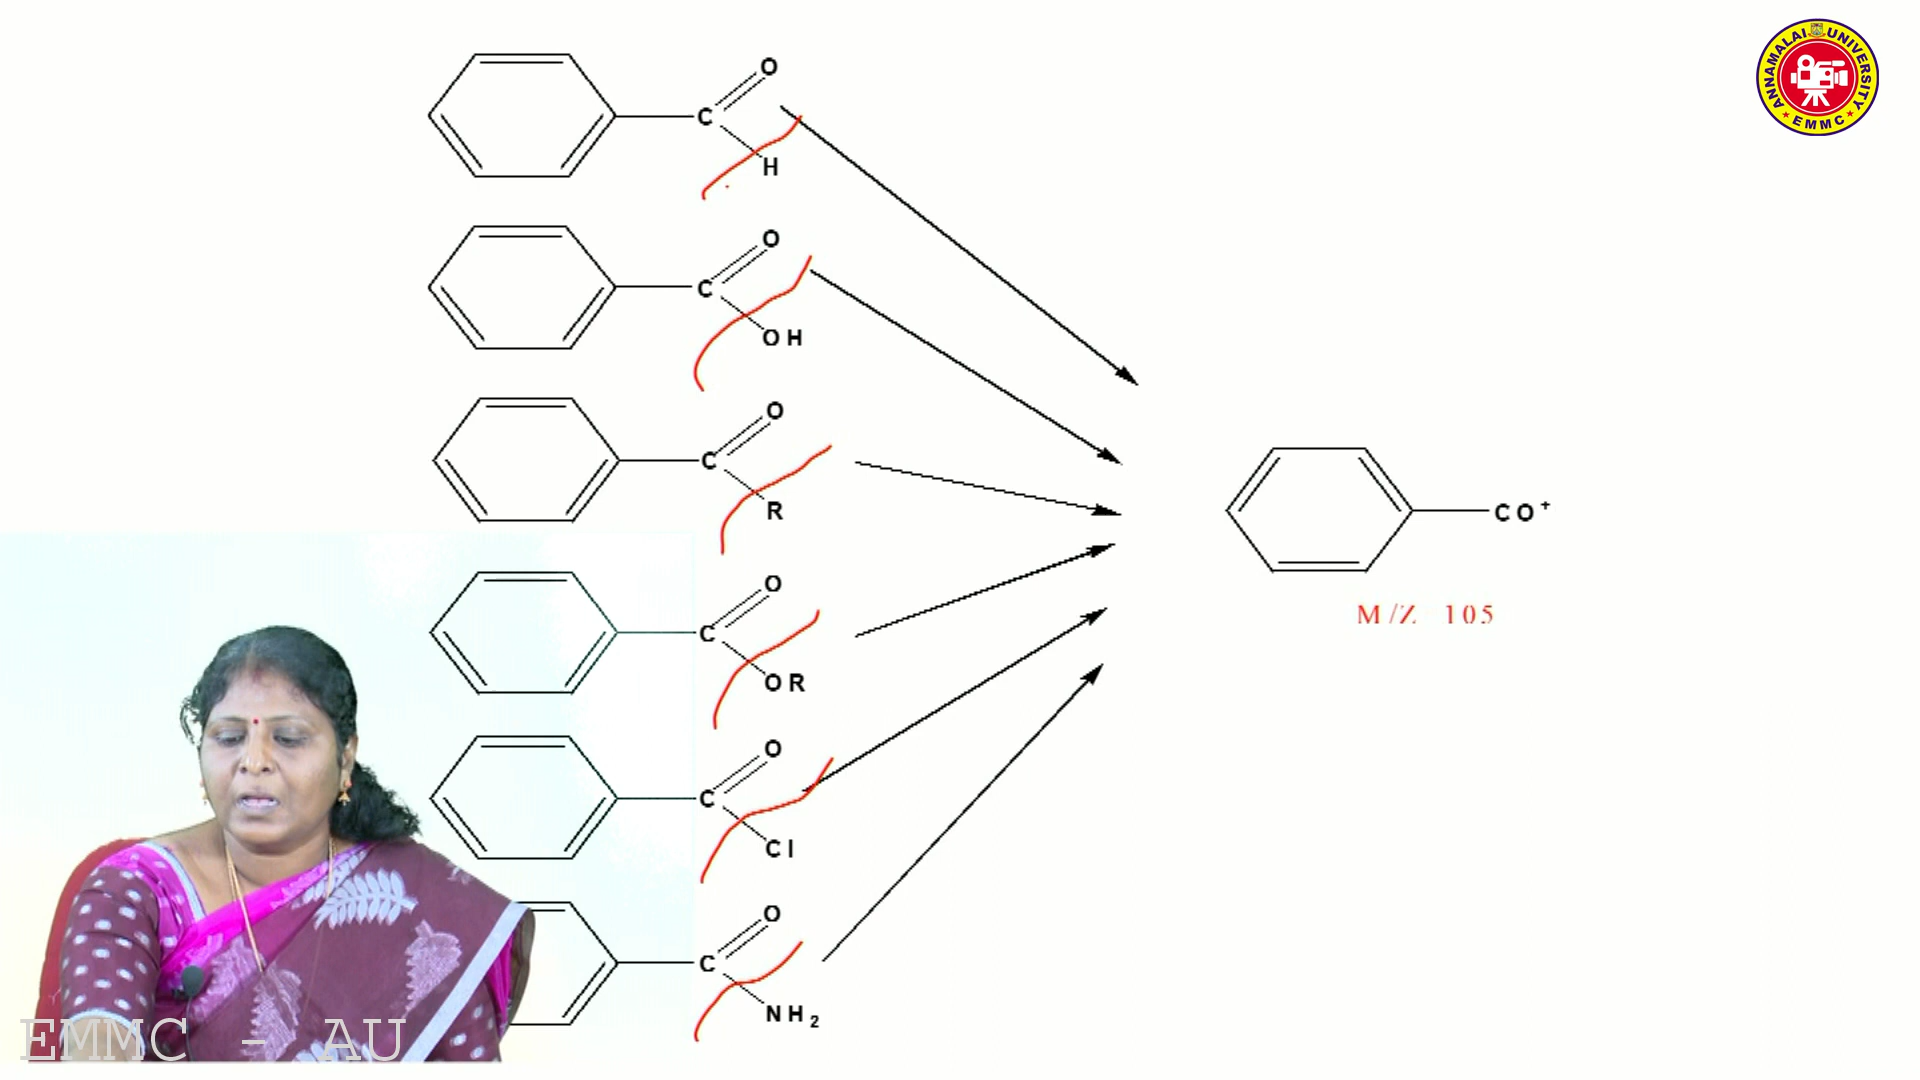 ANNAMALAI UNIVERSITY
EMMC
O
C
H
O
C
OH
O
C
R
O
C
OR
O
C
Cl
O
C
NH2
CO+
M/Z 105
EMMC - AU